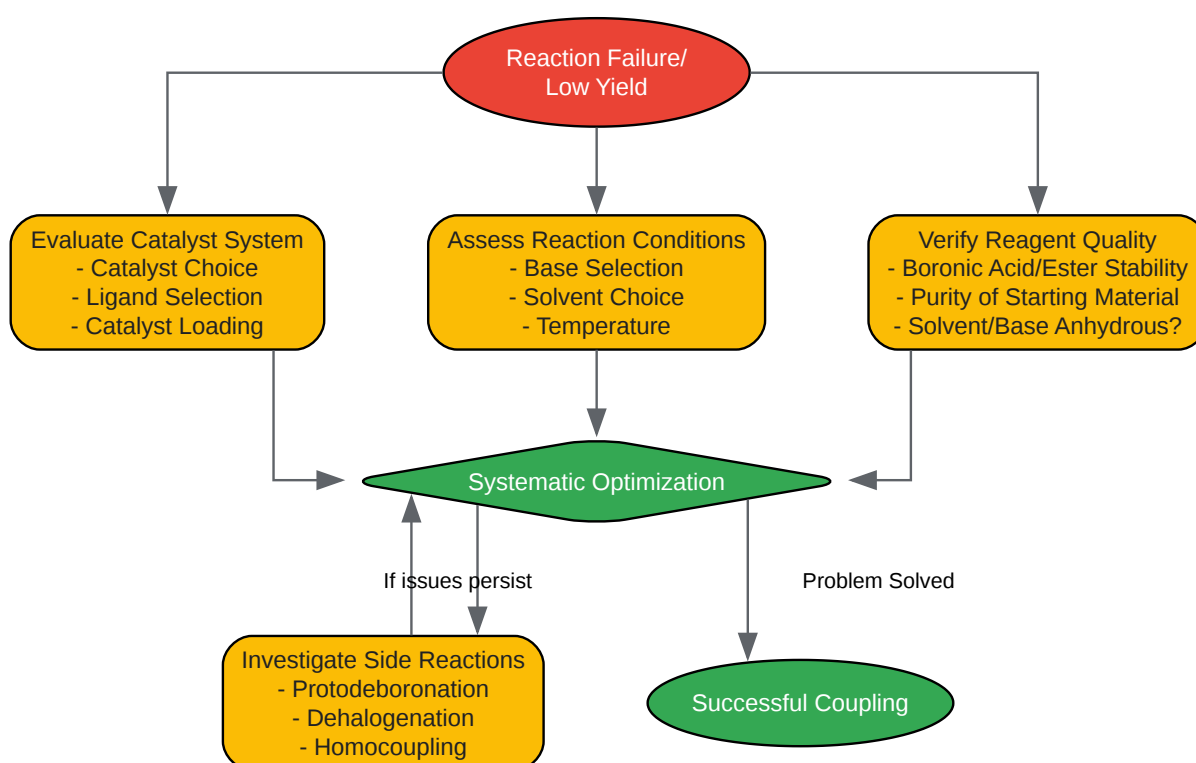 Reaction Failure/
Low Yield
Evaluate Catalyst System
- Catalyst Choice
- Ligand Selection
- Catalyst Loading
Assess Reaction Conditions
- Base Selection
- Solvent Choice
- Temperature
Verify Reagent Quality
- Boronic Acid/Ester Stability
- Purity of Starting Material
- Solvent/Base Anhydrous?
Systematic Optimization
If issues persist
Problem Solved
Investigate Side Reactions
- Protodeboronation
- Dehalogenation
- Homocoupling
Successful Coupling